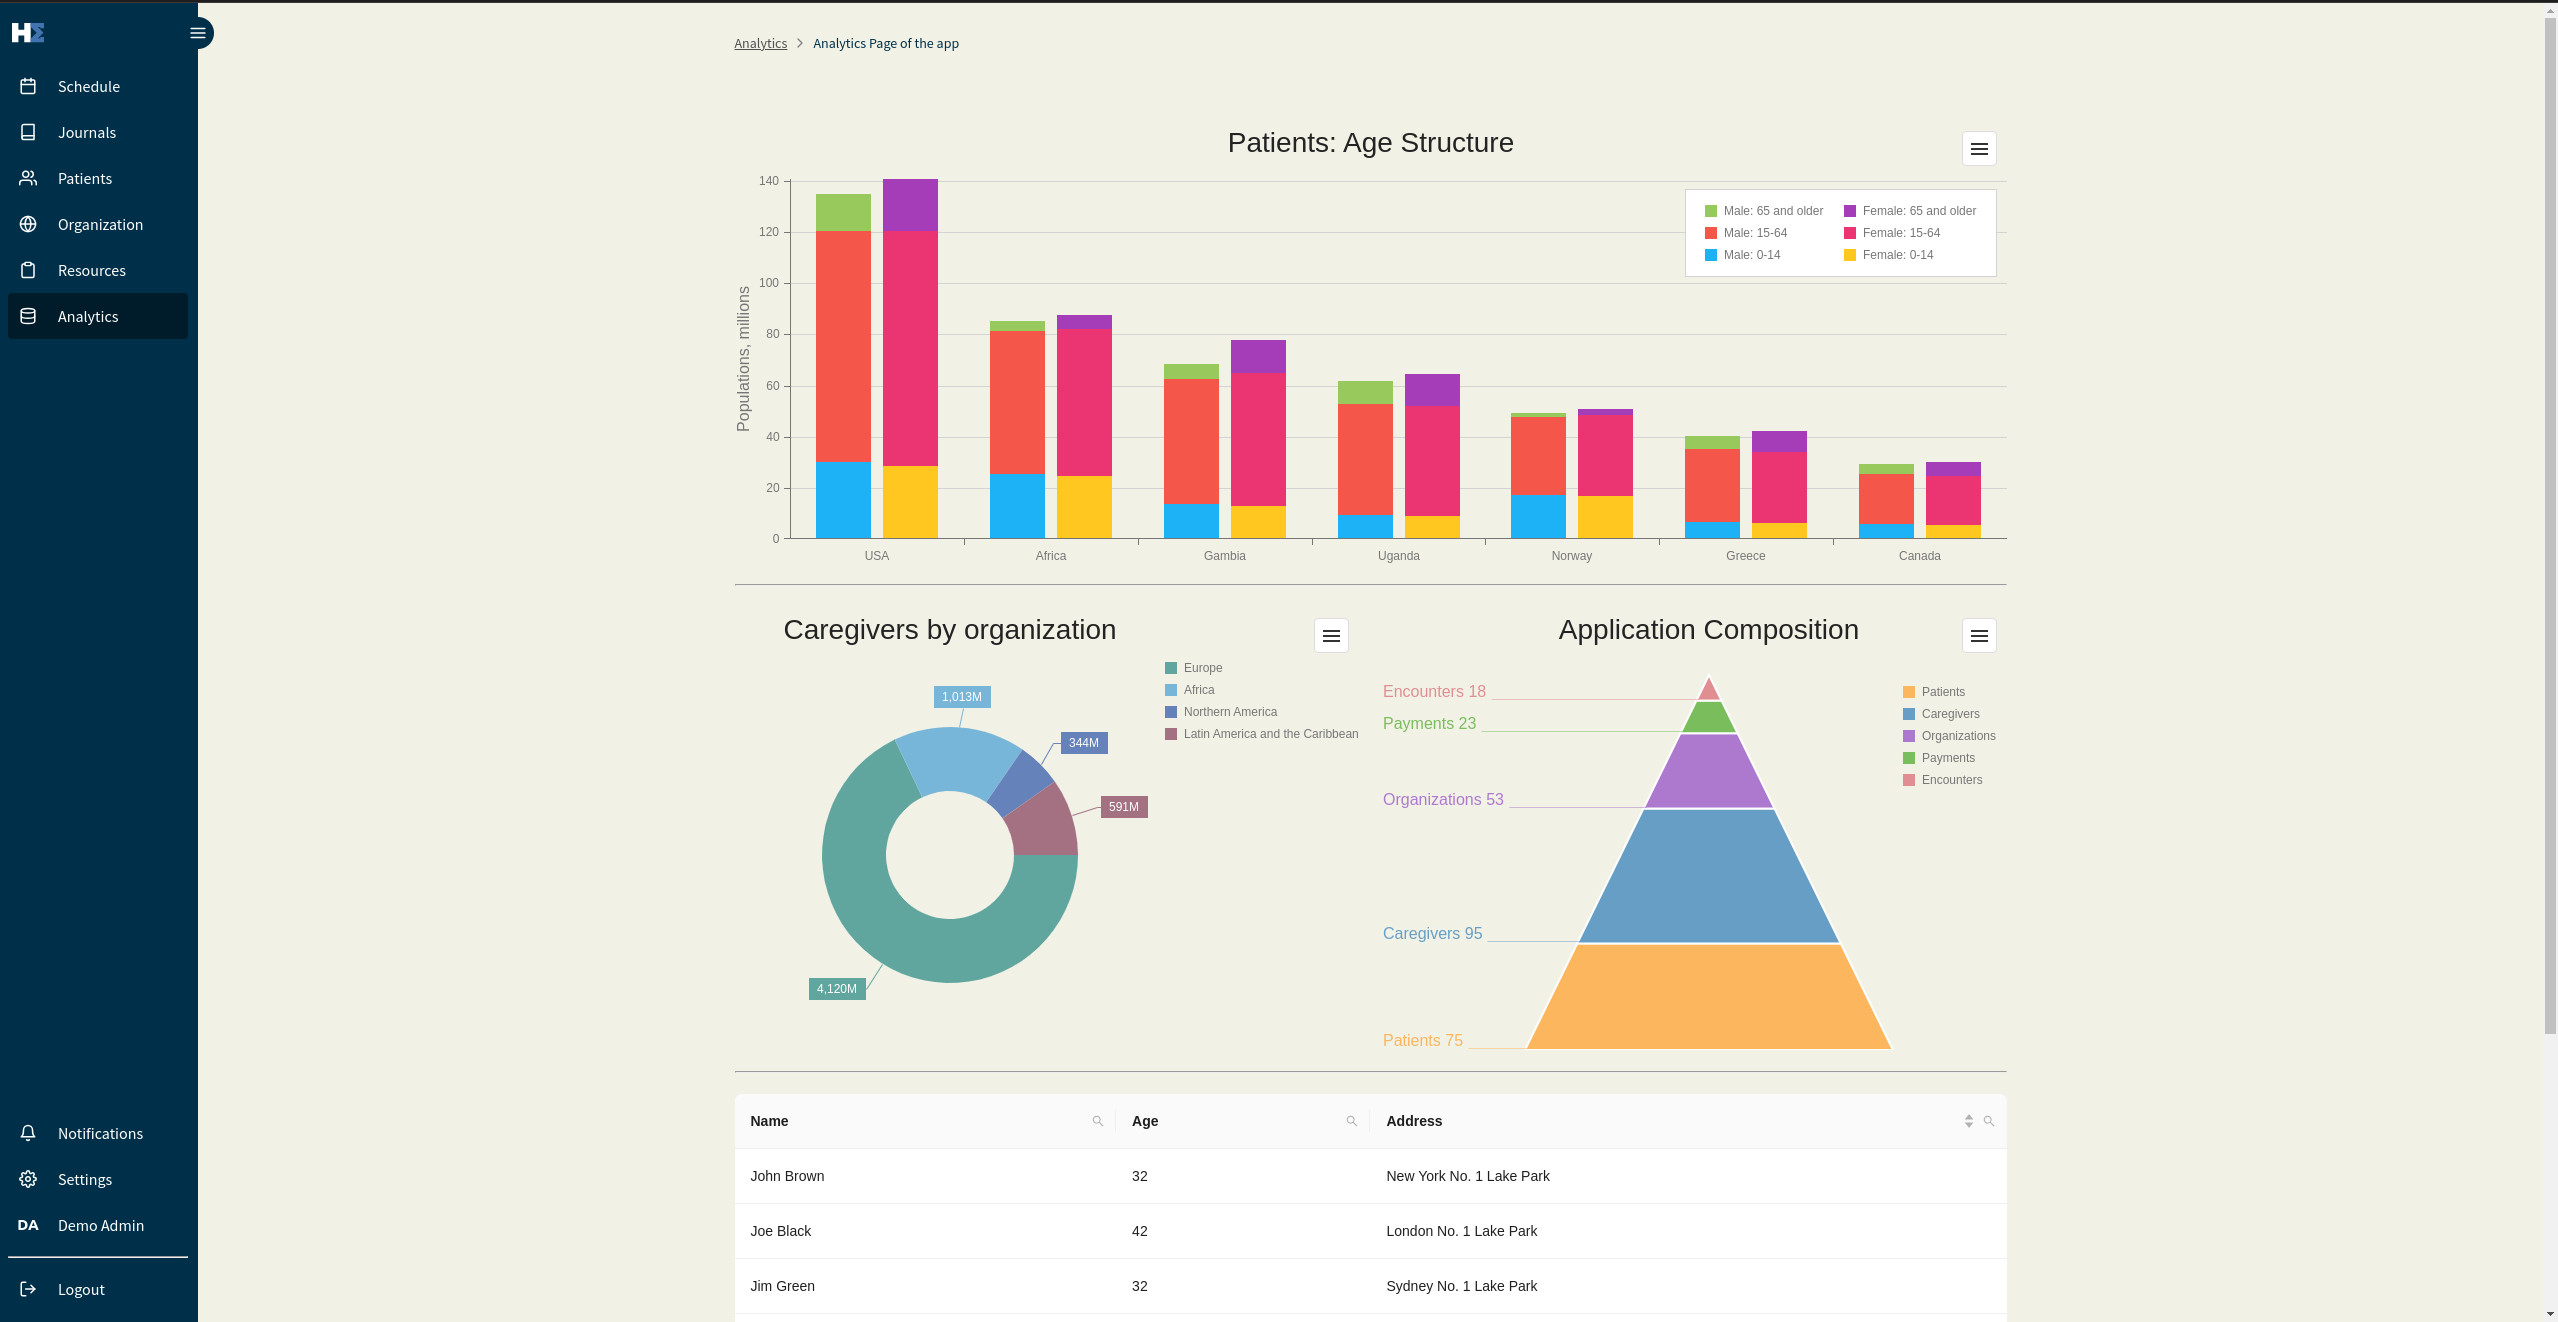 HΣ
Schedule
Journals
Patients
Organization
Resources
Analytics
Notifications
Settings
DA Demo Admin
Logout
Analytics > Analytics Page of the app
Patients: Age Structure
Populations, millions
140
120
100
80
60
40
20
0
Male: 65 and older Female: 65 and older
Male: 15-64 Female: 15-64
Male: 0-14 Female: 0-14
USA Africa Gambia Uganda Norway Greece Canada
Caregivers by organization
Europe
Africa
Northern America
Latin America and the Caribbean
1,013M
344M
591M
4,120M
Application Composition
Encounters 18
Payments 23
Organizations 53
Caregivers 95
Patients 75
Patients
Caregivers
Organizations
Payments
Encounters
Name Age Address
John Brown 32 New York No. 1 Lake Park
Joe Black 42 London No. 1 Lake Park
Jim Green 32 Sydney No. 1 Lake Park